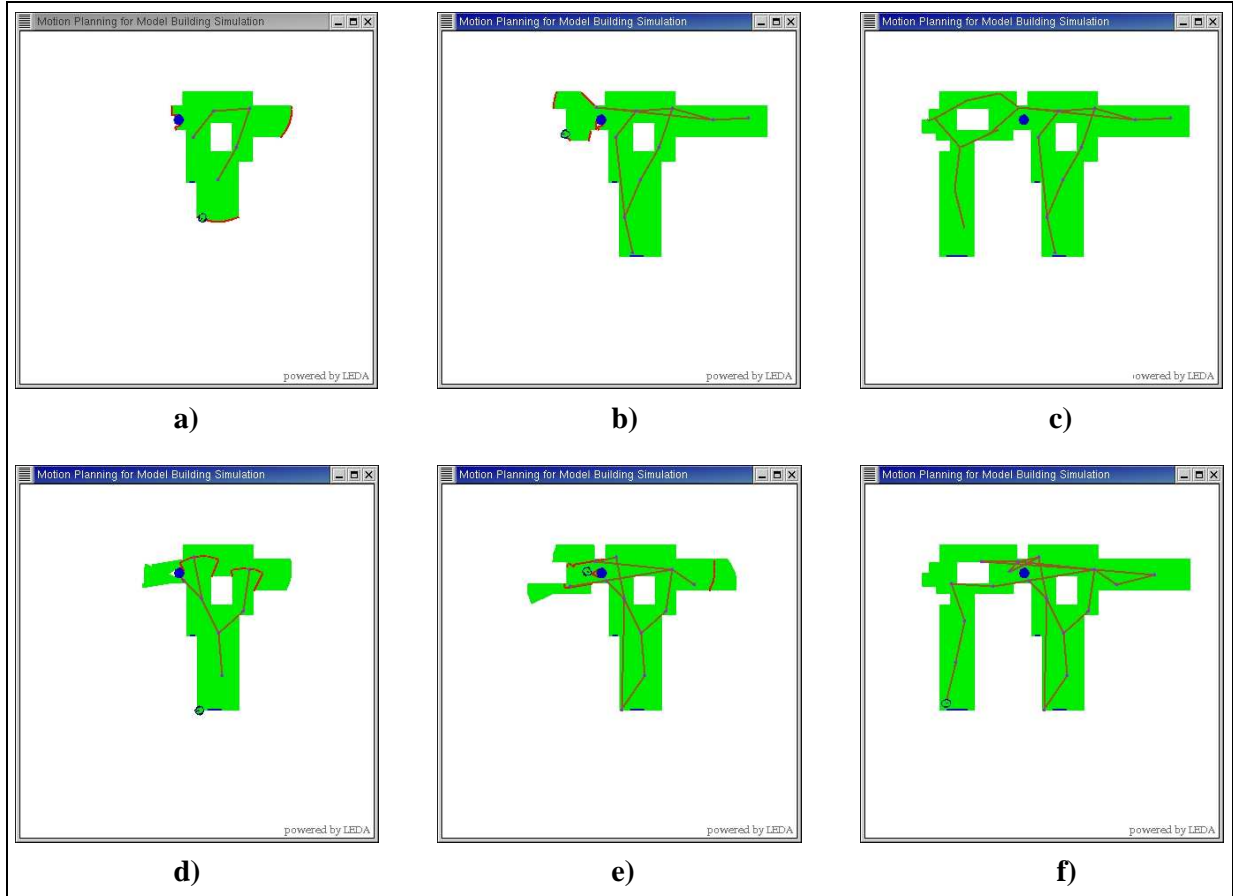 Motion Planning for Model Building Simulation
Motion Planning for Model Building Simulation
Motion Planning for Model Building Simulation
powered by LEDA
powered by LEDA
owered by LEDA
a)
b)
c)
Motion Planning for Model Building Simulation
Motion Planning for Model Building Simulation
Motion Planning for Model Building Simulation
powered by LEDA
powered by LEDA
powered by LEDA
d)
e)
f)